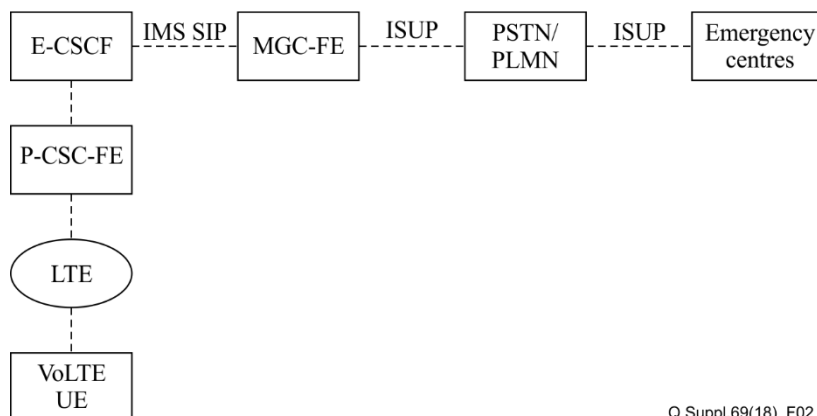 E-CSCF
IMS SIP
MGC-FE
ISUP
PSTN/
PLMN
ISUP
Emergency
centres
P-CSC-FE
LTE
VoLTE
UE
Q Suppl.69(18)_F02